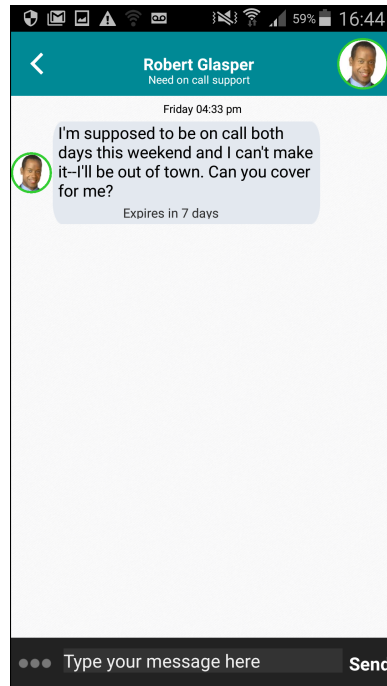 59% 16:44
Robert Glasper
Need on call support
Friday 04:33 pm
I'm supposed to be on call both
days this weekend and I can't make
it--I'll be out of town. Can you cover
for me?
Expires in 7 days
Type your message here Send